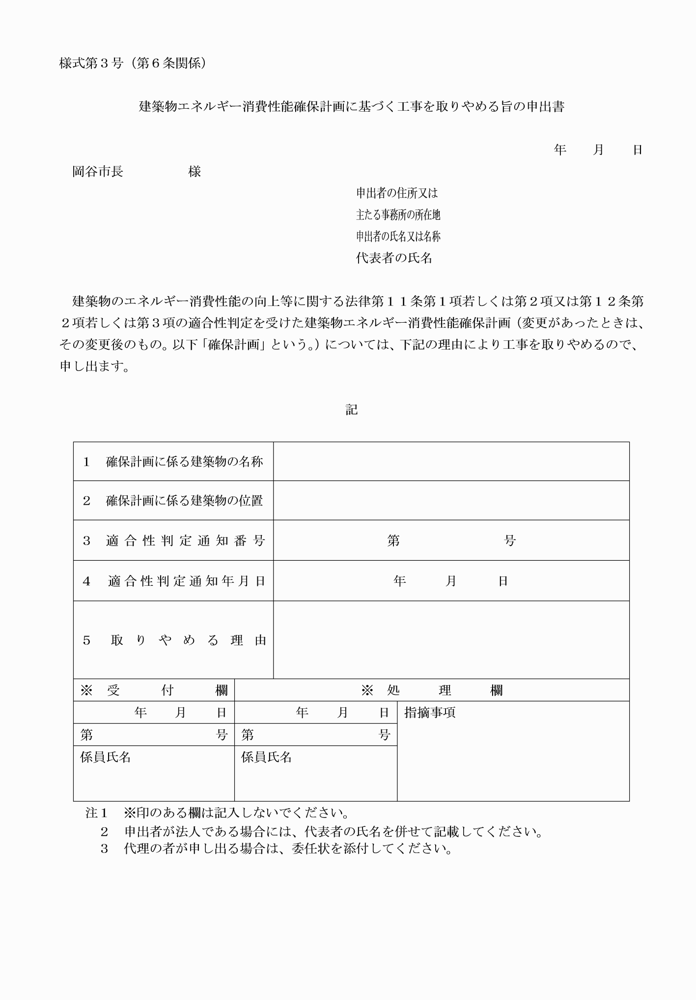 様式第３号（第６条関係）
建築物エネルギー消費性能確保計画に基づく工事を取りやめる旨の申出書
年　　月　　日
岡谷市長　　　　　様
申出者の住所又は
主たる事務所の所在地
申出者の氏名又は名称
代表者の氏名
建築物のエネルギー消費性能の向上等に関する法律第１１条第１項若しくは第２項又は第１２条第
２項若しくは第３項の適合性判定を受けた建築物エネルギー消費性能確保計画（変更があったときは、
その変更後のもの。以下「確保計画」という。）については、下記の理由により工事を取りやめるので、
申し出ます。
記
１　確保計画に係る建築物の名称
２　確保計画に係る建築物の位置
３　適合性判定通知番号　第　　　　　　　　号
４　適合性判定通知年月日　年　　　月　　　日
５　取りやめる理由
※　受　　　付　　　欄　※　処　　　理　　　欄
年　　月　　日　年　　月　　日　指摘事項
第　　　　　　　　　号　第　　　　　　　　　号
係員氏名　係員氏名
注１　※印のある欄は記入しないでください。
２　申出者が法人である場合には、代表者の氏名を併せて記載してください。
３　代理の者が申し出る場合は、委任状を添付してください。